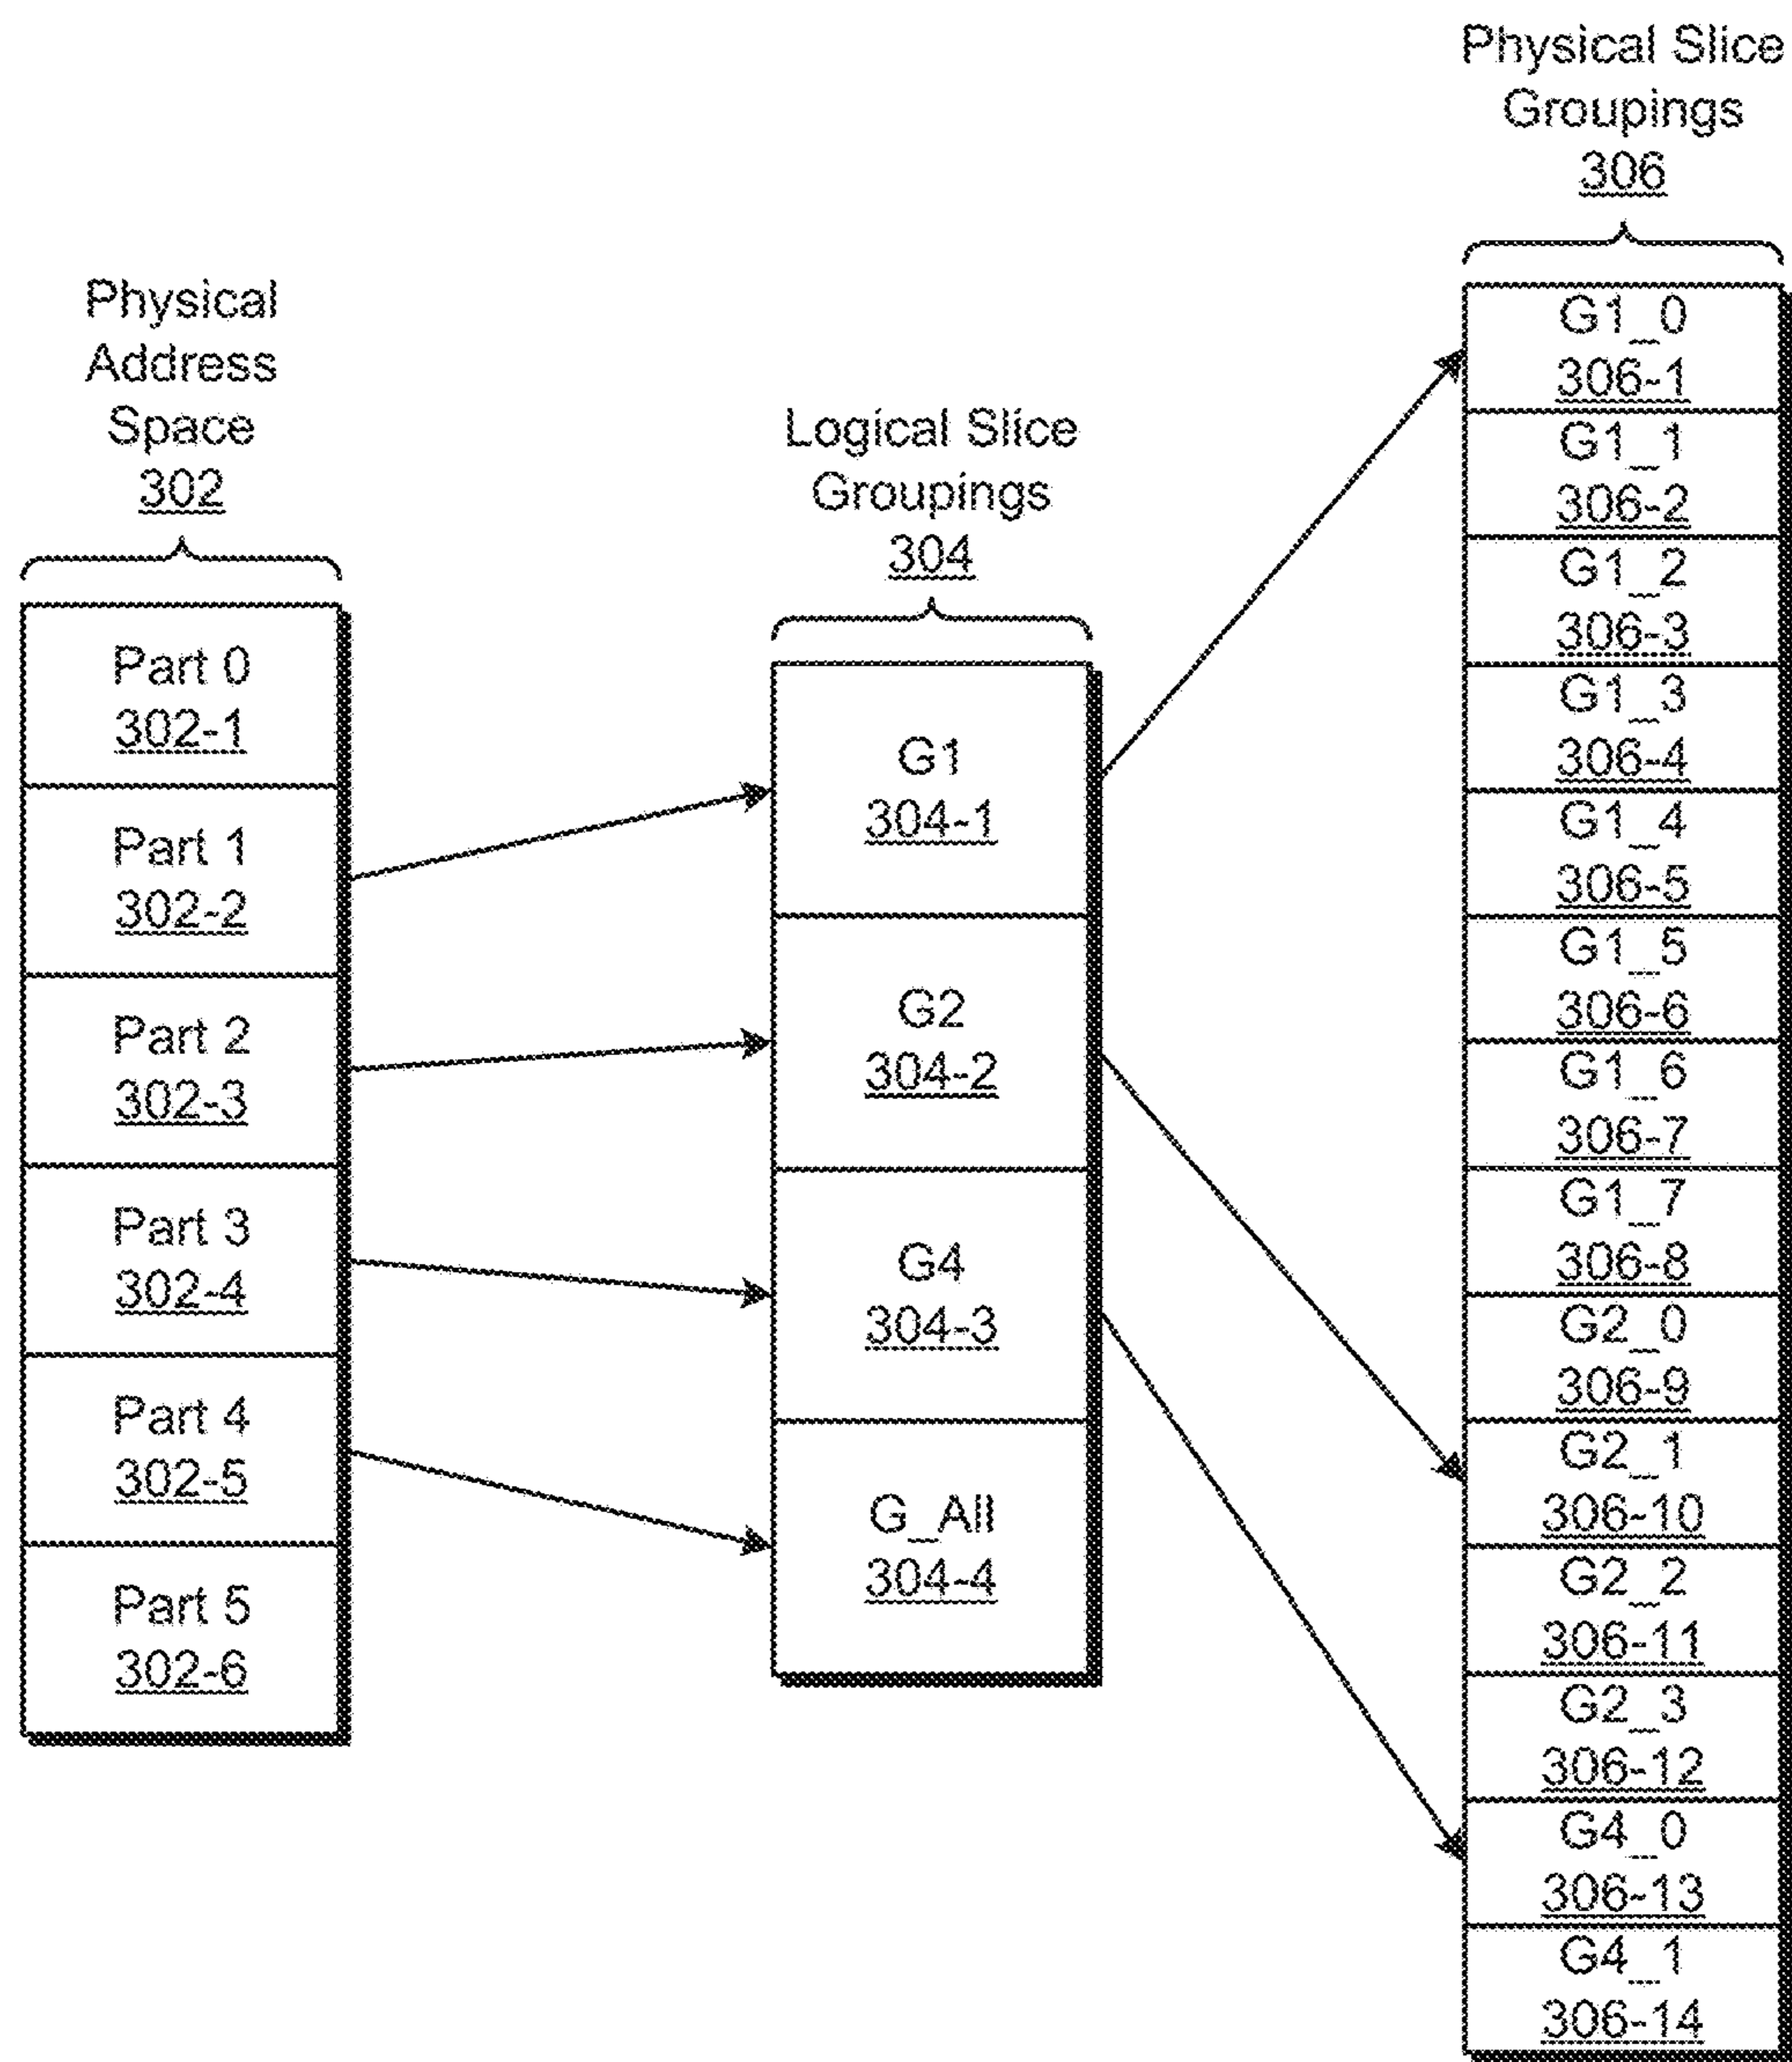 Physical
Address
Space
302
Part 0
302-1
Part 1
302-2
Part 2
302-3
Part 3
302-4
Part 4
302-5
Part 5
302-6
Logical Slice
Groupings
304
G1
304-1
G2
304-2
G4
304-3
G_All
304-4
Physical Slice
Groupings
306
G1_0
306-1
G1_1
306-2
G1_2
306-3
G1_3
306-4
G1_4
306-5
G1_5
306-6
G1_6
306-7
G1_7
306-8
G2_0
306-9
G2_1
306-10
G2_2
306-11
G2_3
306-12
G4_0
306-13
G4_1
306-14